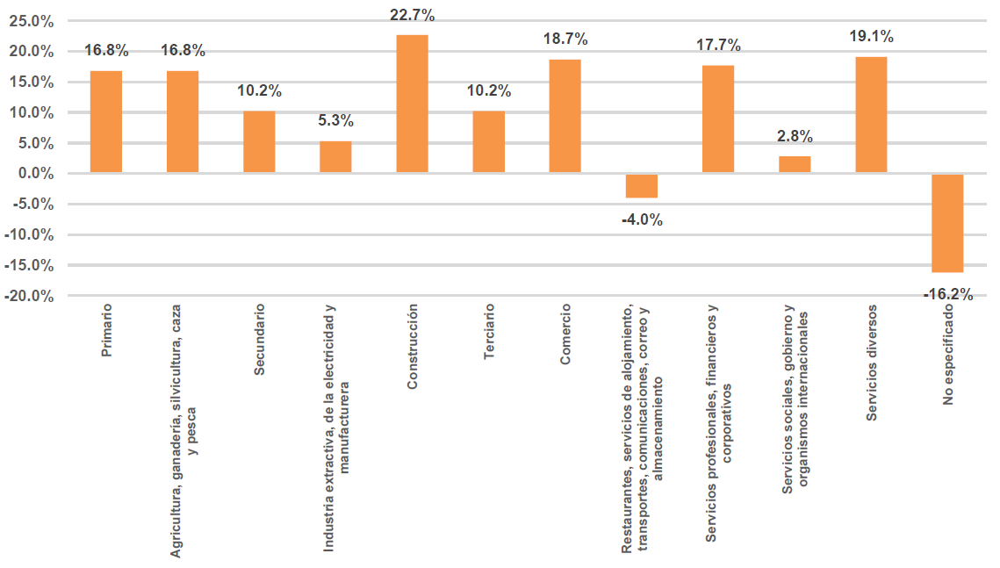 25.0%
20.0%
15.0%
10.0%
5.0%
0.0%
-5.0%
-10.0%
-15.0%
-20.0%
16.8%
16.8%
10.2%
5.3%
22.7%
10.2%
18.7%
-4.0%
17.7%
2.8%
19.1%
-16.2%
Primario
Agricultura, ganadería, silvicultura, caza
y pesca
Secundario
Industria extractiva, de la electricidad y
manufacturera
Construcción
Terciario
Comercio
Restaurantes, servicios de alojamiento,
transportes, comunicaciones, correo y
almacenamiento
Servicios profesionales, financieros y
corporativos
Servicios sociales, gobierno y
organismos internacionales
Servicios diversos
No especificado